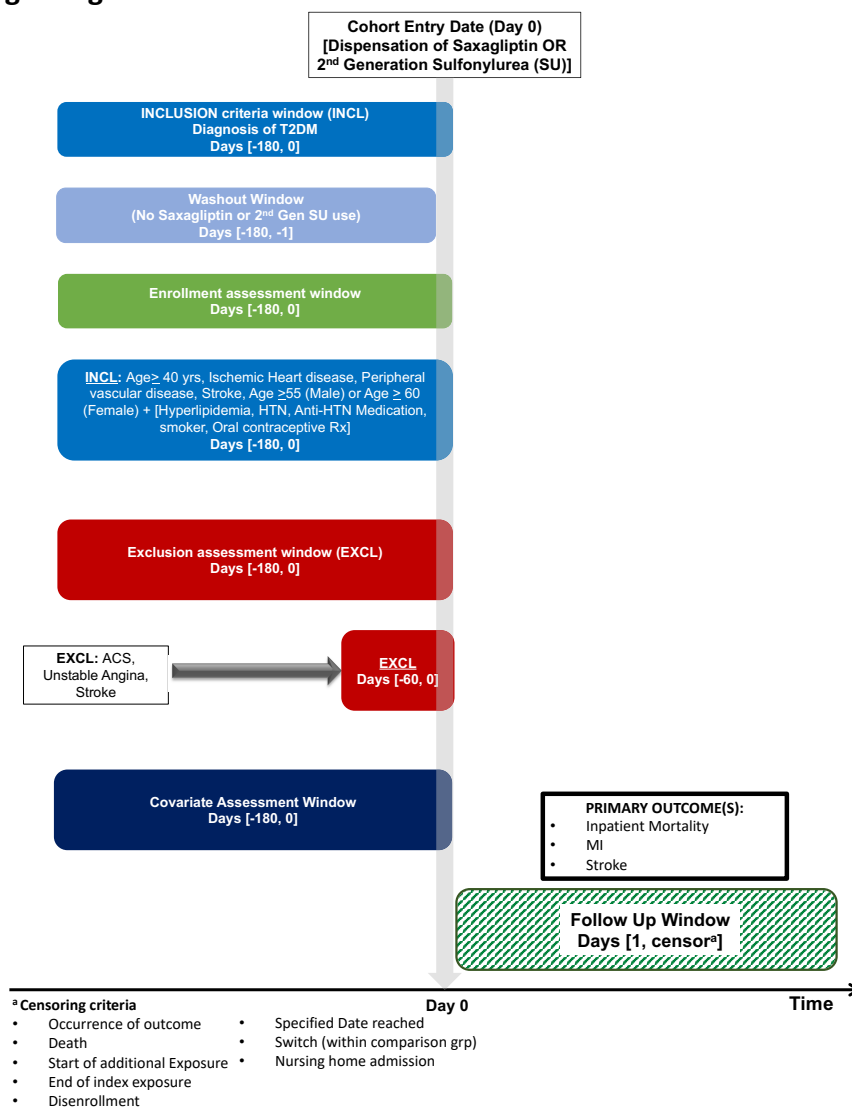 Cohort Entry Date (Day 0)
[Dispensation of Saxagliptin OR
2nd Generation Sulfonylurea (SU)]
INCLUSION criteria window (INCL)
Diagnosis of T2DM
Days [-180, 0]
Washout Window
(No Saxagliptin or 2nd Gen SU use)
Days [-180, -1]
Enrollment assessment window
Days [-180, 0]
INCL: Age≥ 40 yrs, Ischemic Heart disease, Peripheral
vascular disease, Stroke, Age ≥55 (Male) or Age ≥ 60
(Female) + [Hyperlipidemia, HTN, Anti-HTN Medication,
smoker, Oral contraceptive Rx]
Days [-180, 0]
Exclusion assessment window (EXCL)
Days [-180, 0]
EXCL: ACS,
Unstable Angina,
Stroke
EXCL
Days [-60, 0]
Covariate Assessment Window
Days [-180, 0]
PRIMARY OUTCOME(S):
• Inpatient Mortality
• MI
• Stroke
Follow Up Window
Days [1, censorᵃ]
Day 0
Time
ᵃ Censoring criteria
• Occurrence of outcome
• Death
• Start of additional Exposure
• End of index exposure
• Disenrollment
• Specified Date reached
• Switch (within comparison grp)
• Nursing home admission